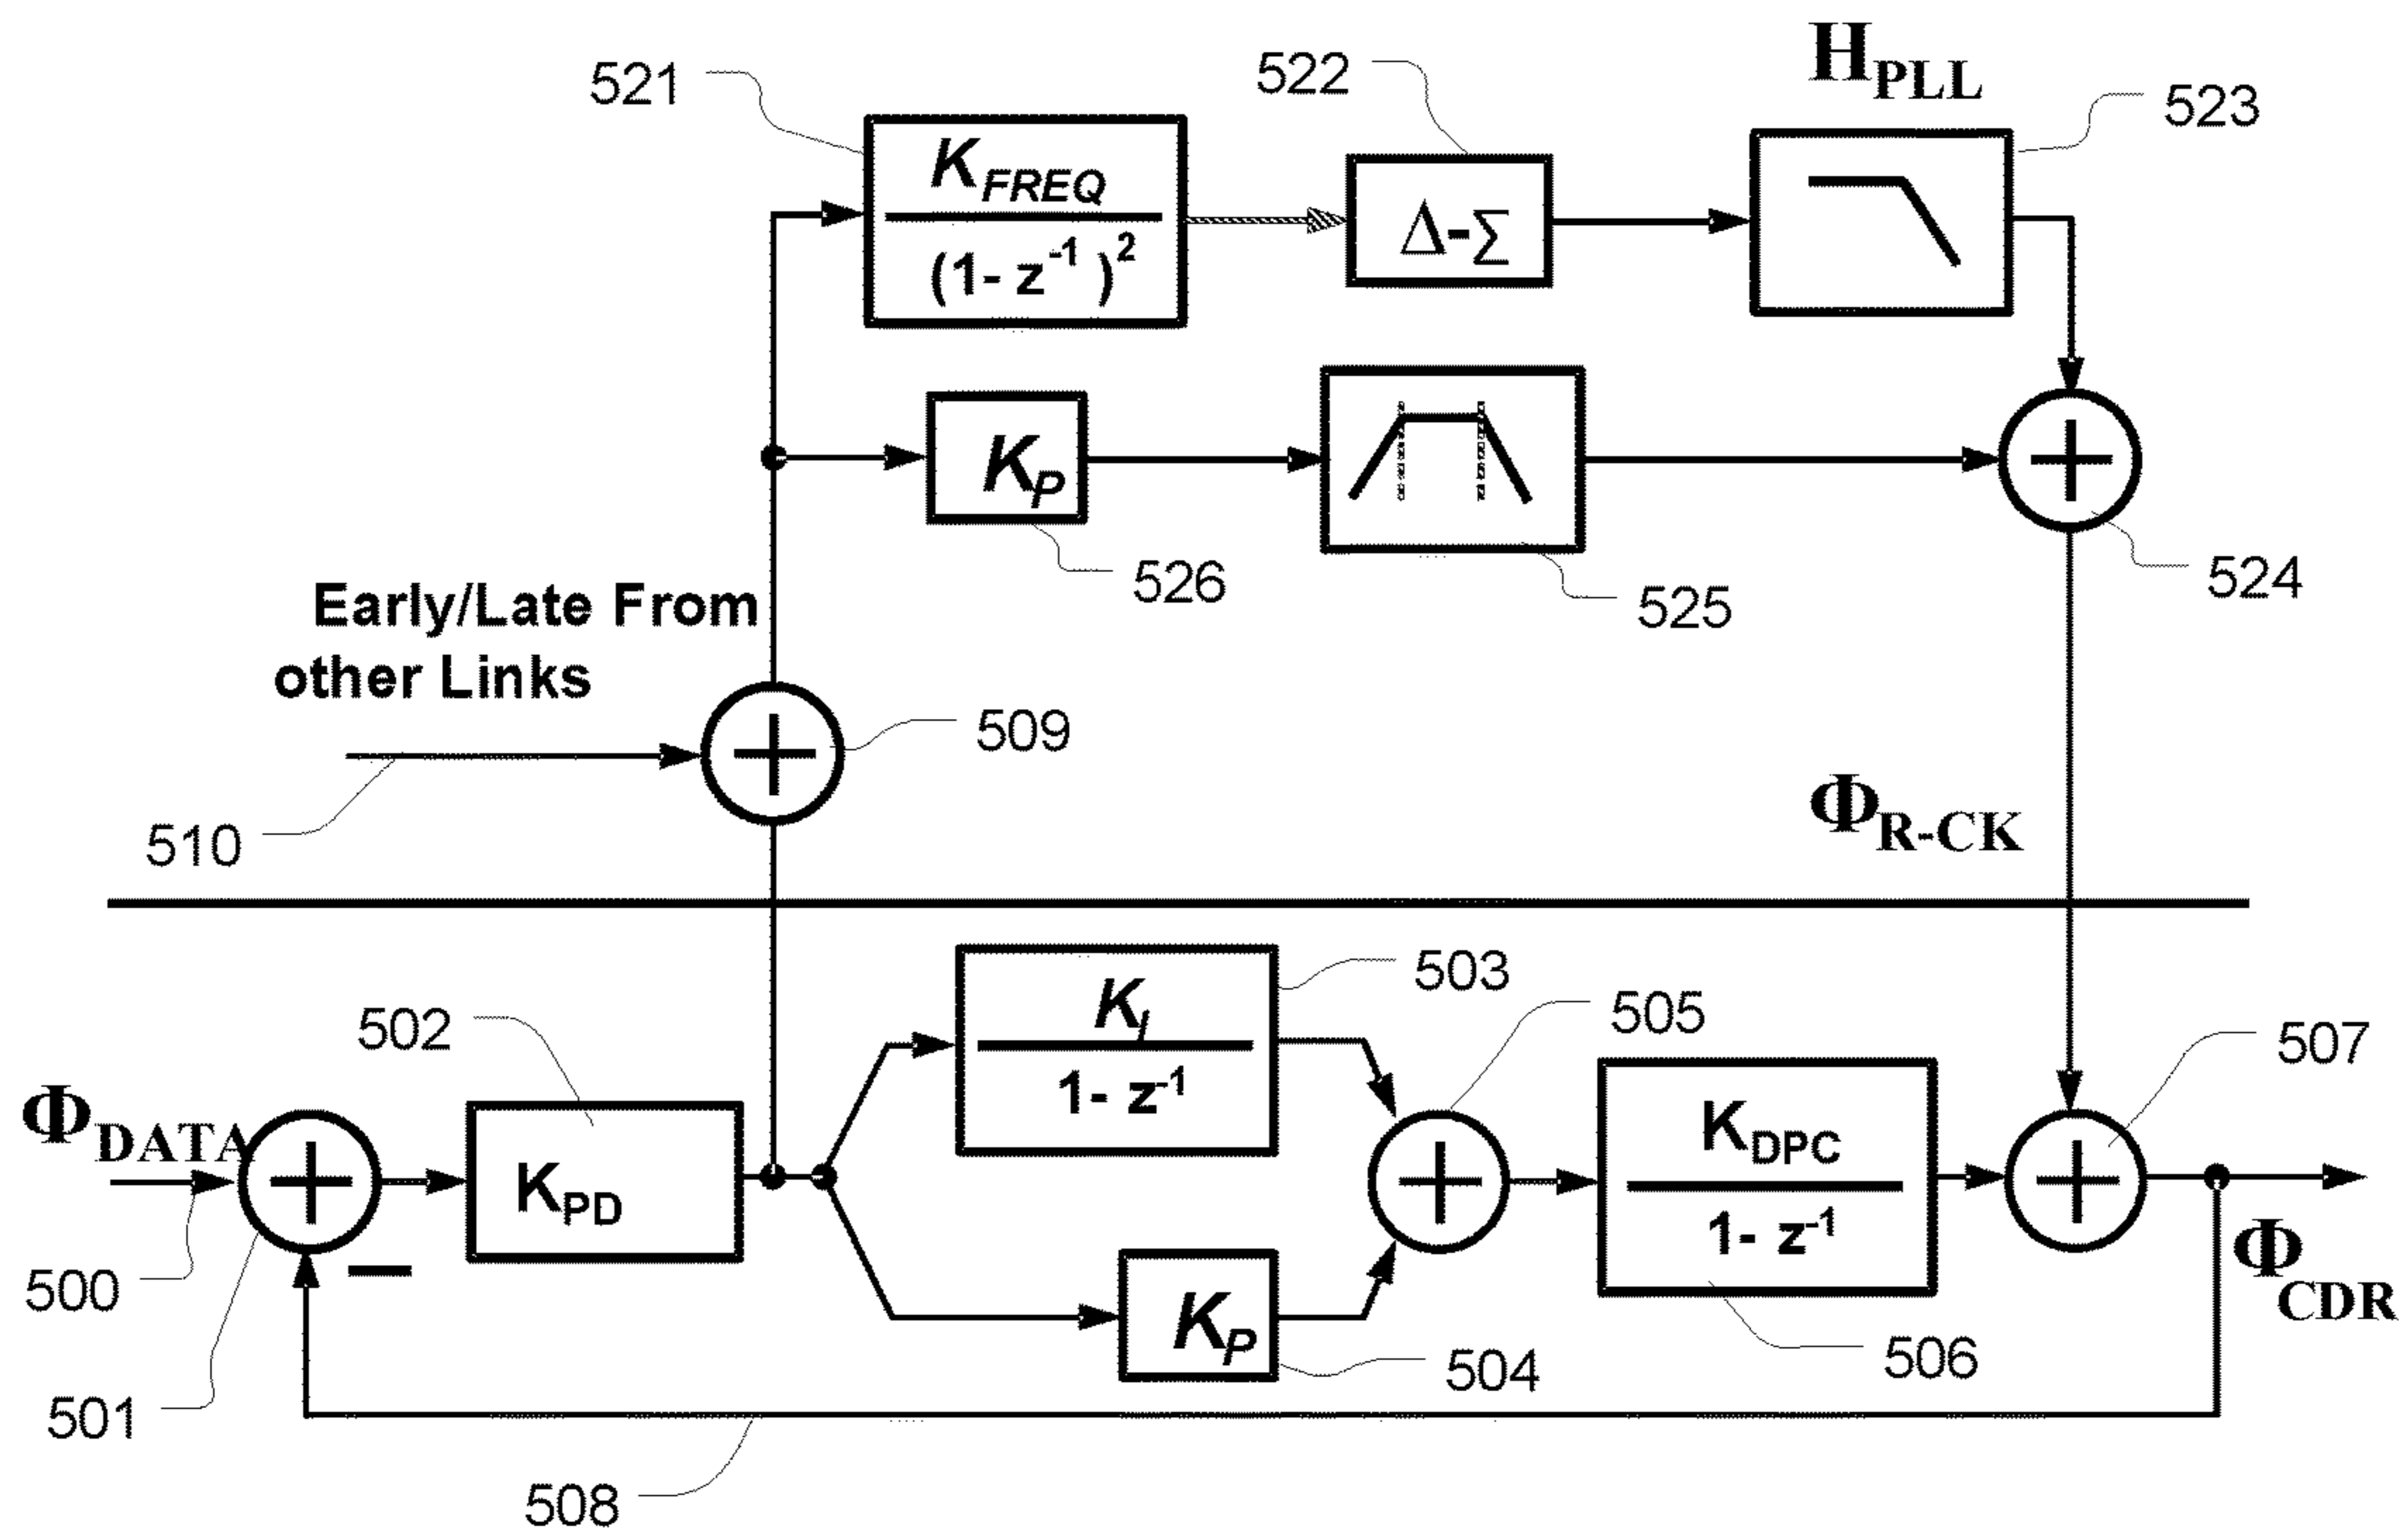 H_PLL
521
522
523
K_FREQ
(1- z^-1 )^2
Δ-Σ
K_P
526
525
524
Early/Late From
other Links
509
510
Φ_R-CK
502
503
505
507
K_I
1- z^-1
Φ_DATA
K_PD
K_DPC
1- z^-1
Φ_CDR
500
501
K_P
504
506
508